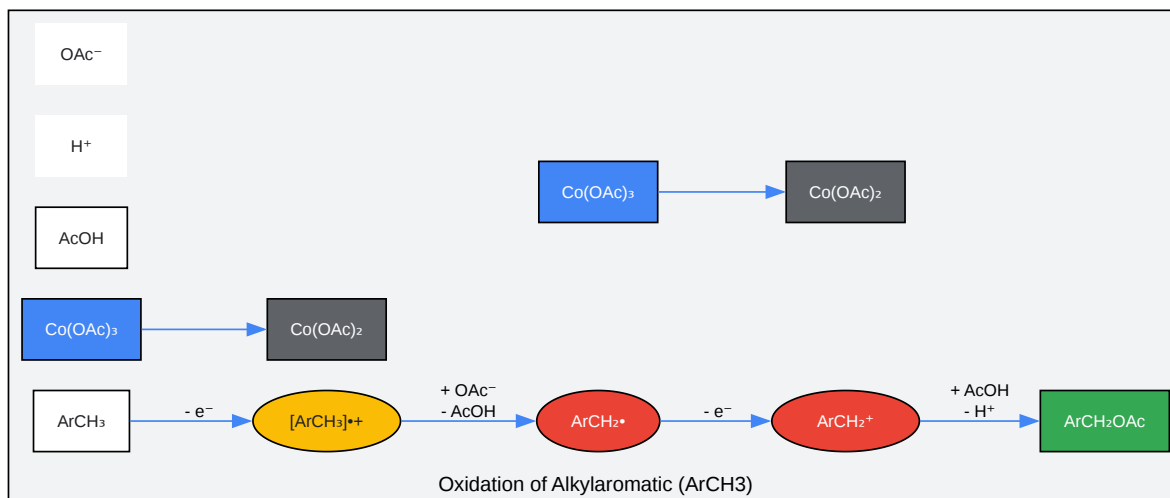 OAc⁻
H⁺
Co(OAc)₃
Co(OAc)₂
AcOH
Co(OAc)₃
Co(OAc)₂
ArCH₃
- e⁻
[ArCH₃]•+
+ OAc⁻
- AcOH
ArCH₂•
- e⁻
ArCH₂⁺
+ AcOH
- H⁺
ArCH₂OAc
Oxidation of Alkylaromatic (ArCH3)